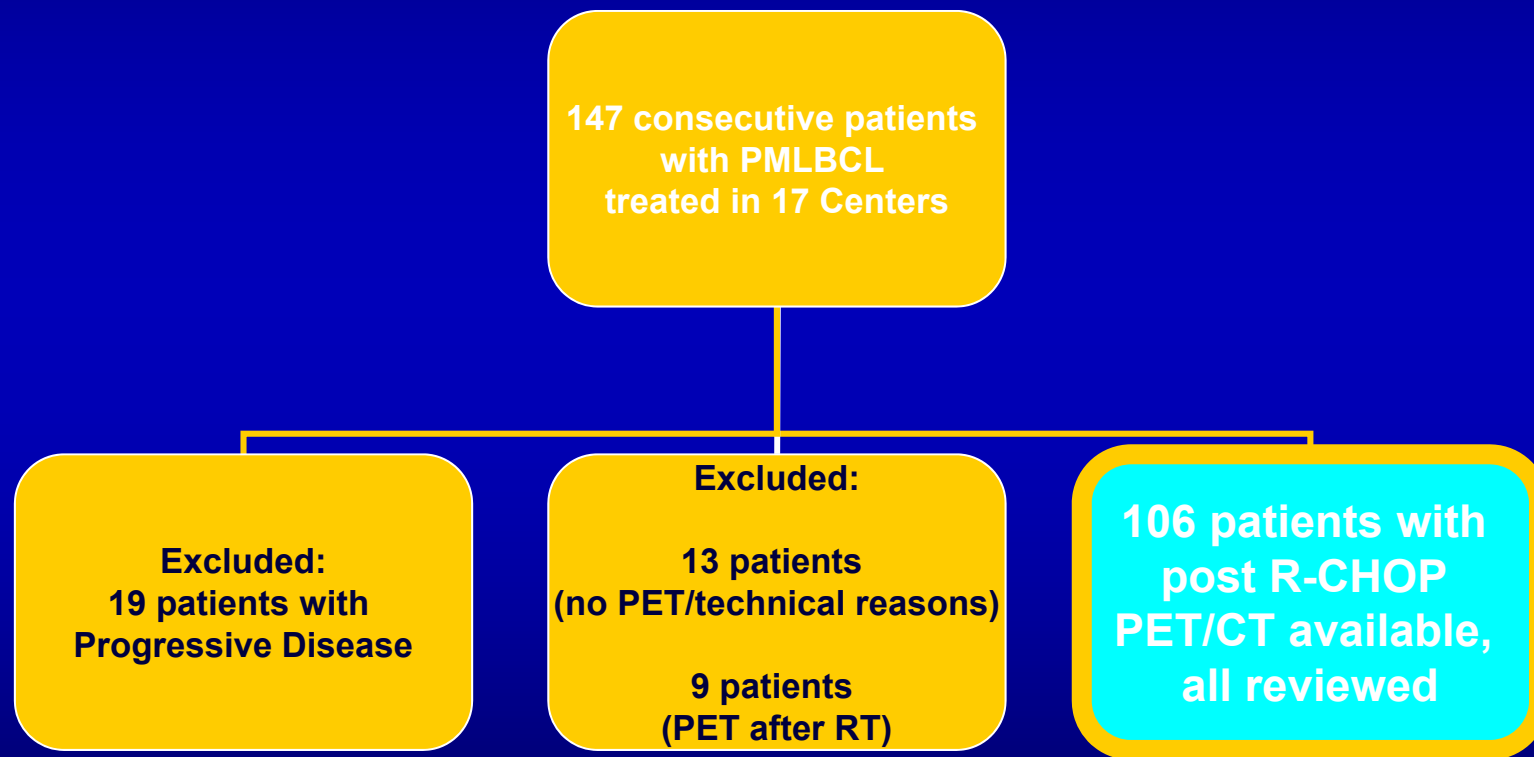 147 consecutive patients
with PMLBCL
treated in 17 Centers
Excluded:
19 patients with
Progressive Disease
Excluded:
13 patients
(no PET/technical reasons)
9 patients
(PET after RT)
106 patients with
post R-CHOP
PET/CT available,
all reviewed